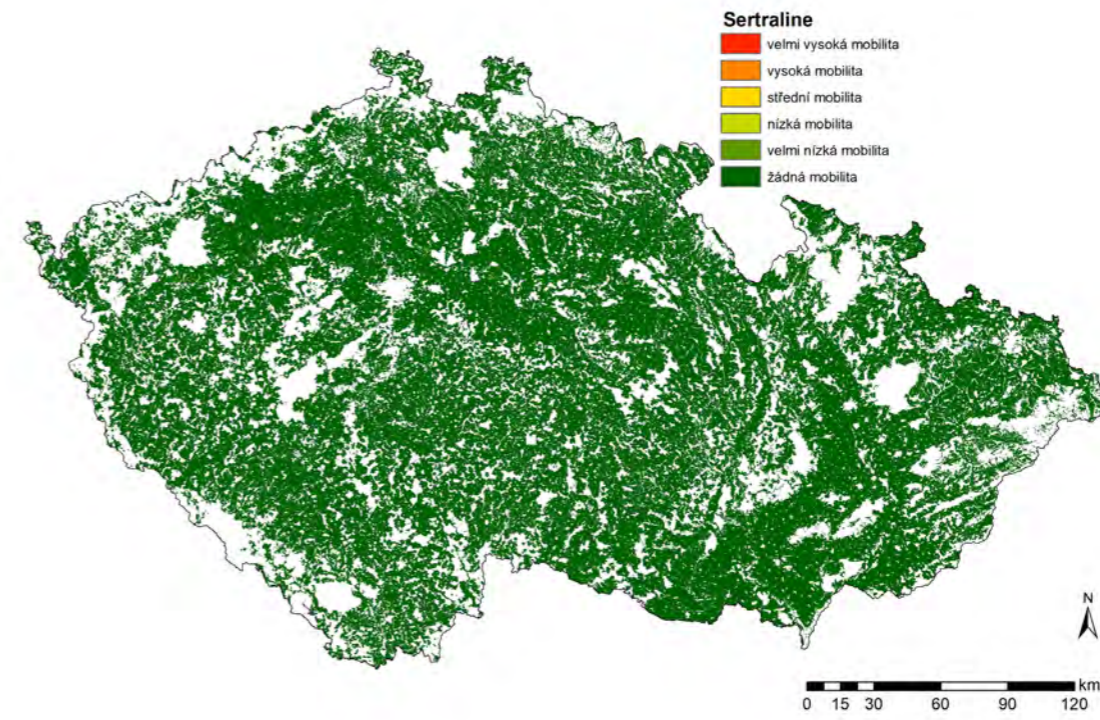 Sertraline
velmi vysoká mobilita
vysoká mobilita
střední mobilita
nízká mobilita
velmi nízká mobilita
žádná mobilita
N
km
0 15 30 60 90 120